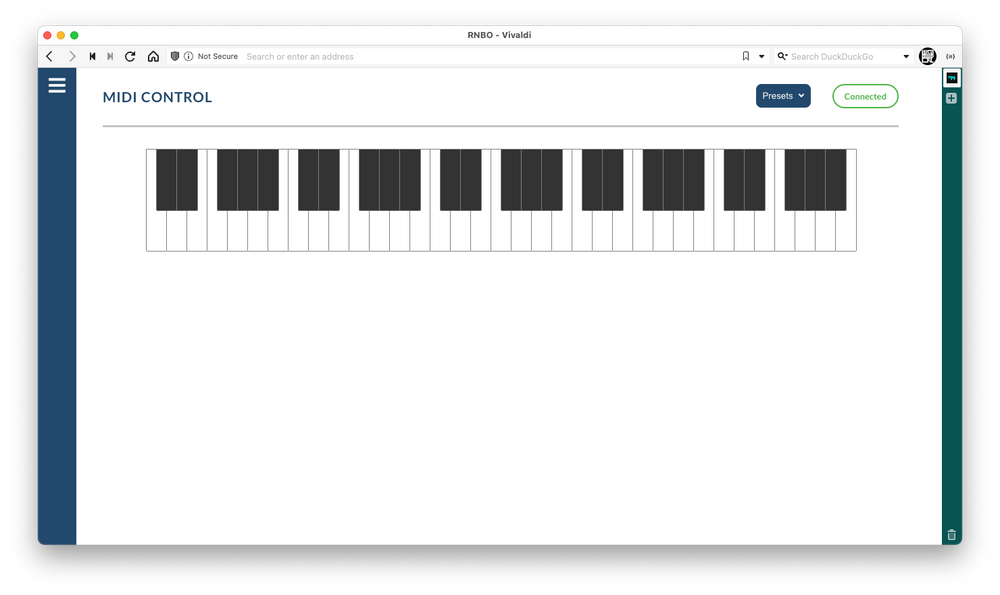 RNBO - Vivaldi
Not Secure Search or enter an address Search DuckDuckGo
MIDI CONTROL Presets Connected